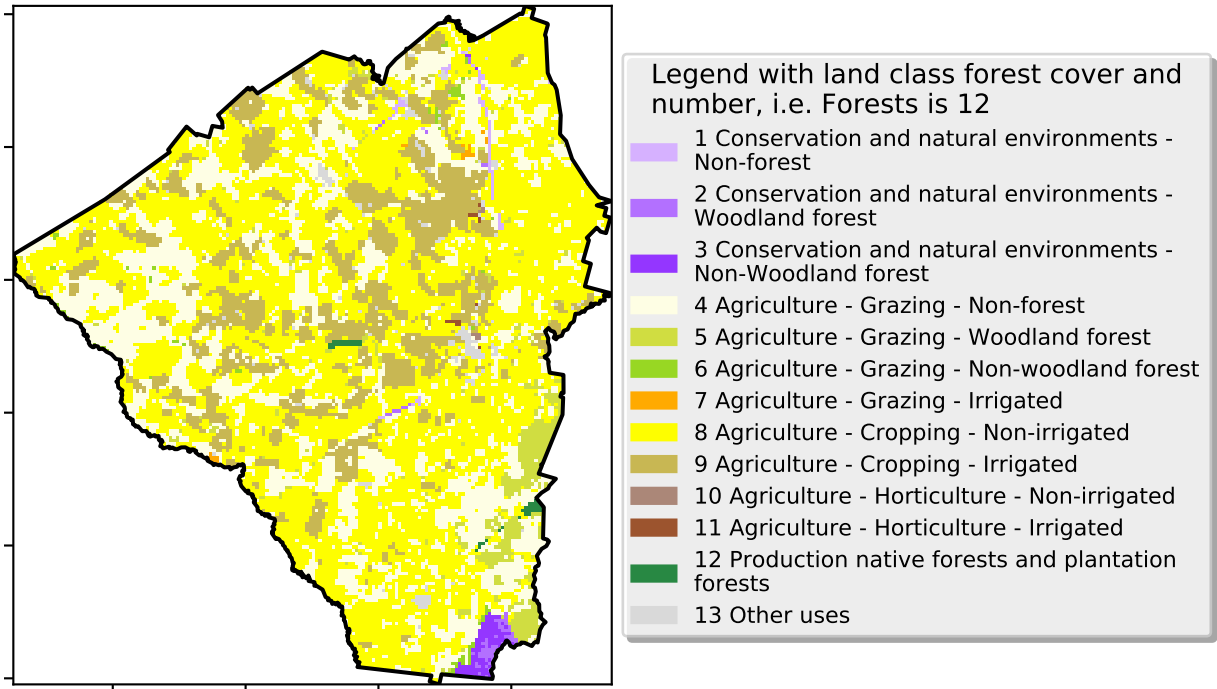 Legend with land class forest cover and
number, i.e. Forests is 12
1 Conservation and natural environments -
Non-forest
2 Conservation and natural environments -
Woodland forest
3 Conservation and natural environments -
Non-Woodland forest
4 Agriculture - Grazing - Non-forest
5 Agriculture - Grazing - Woodland forest
6 Agriculture - Grazing - Non-woodland forest
7 Agriculture - Grazing - Irrigated
8 Agriculture - Cropping - Non-irrigated
9 Agriculture - Cropping - Irrigated
10 Agriculture - Horticulture - Non-irrigated
11 Agriculture - Horticulture - Irrigated
12 Production native forests and plantation
forests
13 Other uses